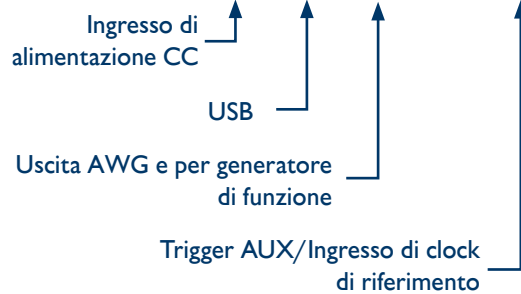 Ingresso di
alimentazione CC
USB
Uscita AWG e per generatore
di funzione
Trigger AUX/Ingresso di clock
di riferimento